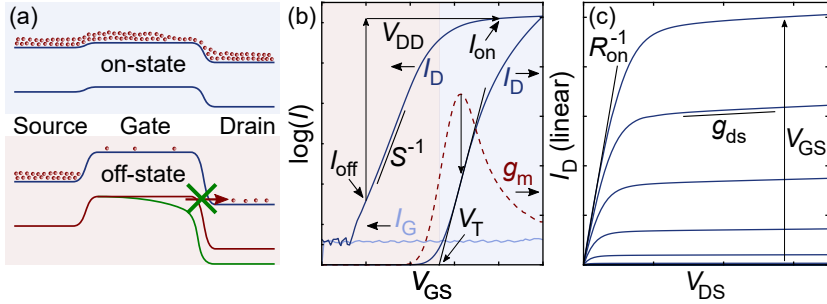 (a)
on-state
Source Gate Drain
off-state
(b)
log(I)
V_DD
I_on
I_D
I_D
I_off
S^-1
g_m
I_G
V_T
V_GS
(c)
I_D (linear)
R_on^-1
g_ds
V_GS
V_DS